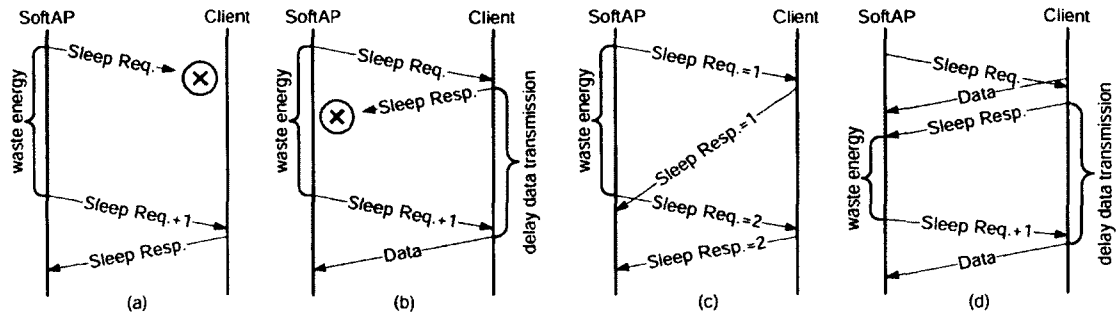 SoftAP Client
Sleep Req.
waste energy
Sleep Req.+1
Sleep Resp.
(a)
SoftAP Client
Sleep Req.
Sleep Resp.
waste energy
delay data transmission
Sleep Req.+1
Data
(b)
SoftAP Client
Sleep Req.=1
Sleep Resp.=1
waste energy
Sleep Req.=2
Sleep Resp.=2
(c)
SoftAP Client
Sleep Req.
Data
Sleep Resp.
waste energy
delay data transmission
Sleep Req.+1
Data
(d)